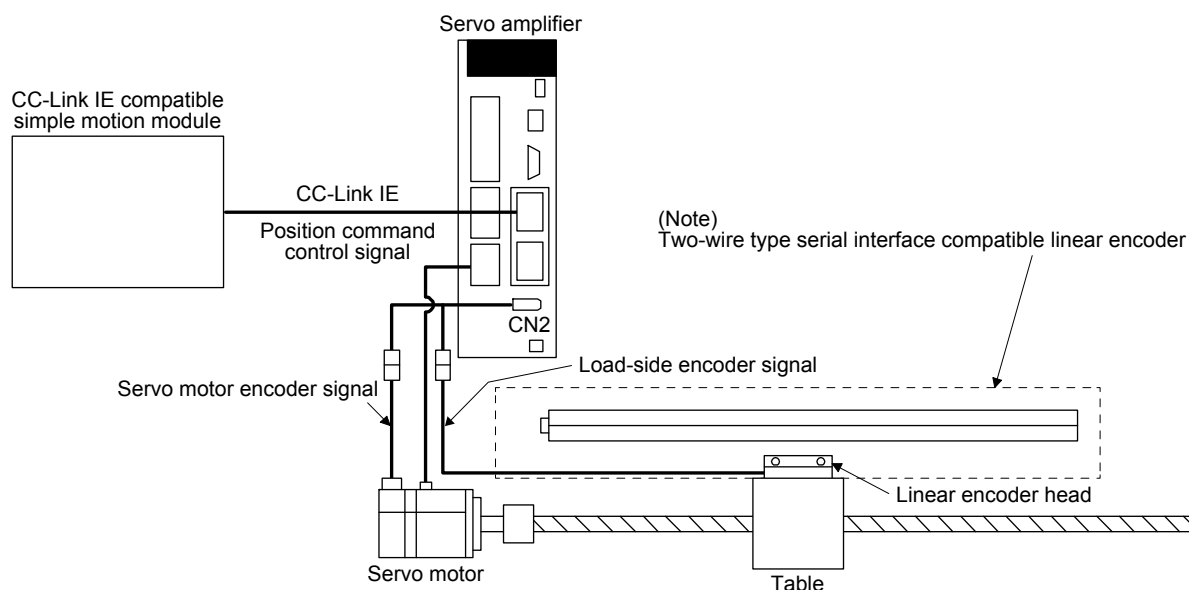 Servo amplifier
CC-Link IE compatible
simple motion module
CC-Link IE
Position command
control signal
(Note)
Two-wire type serial interface compatible linear encoder
CN2
Load-side encoder signal
Servo motor encoder signal
Linear encoder head
Servo motor
Table